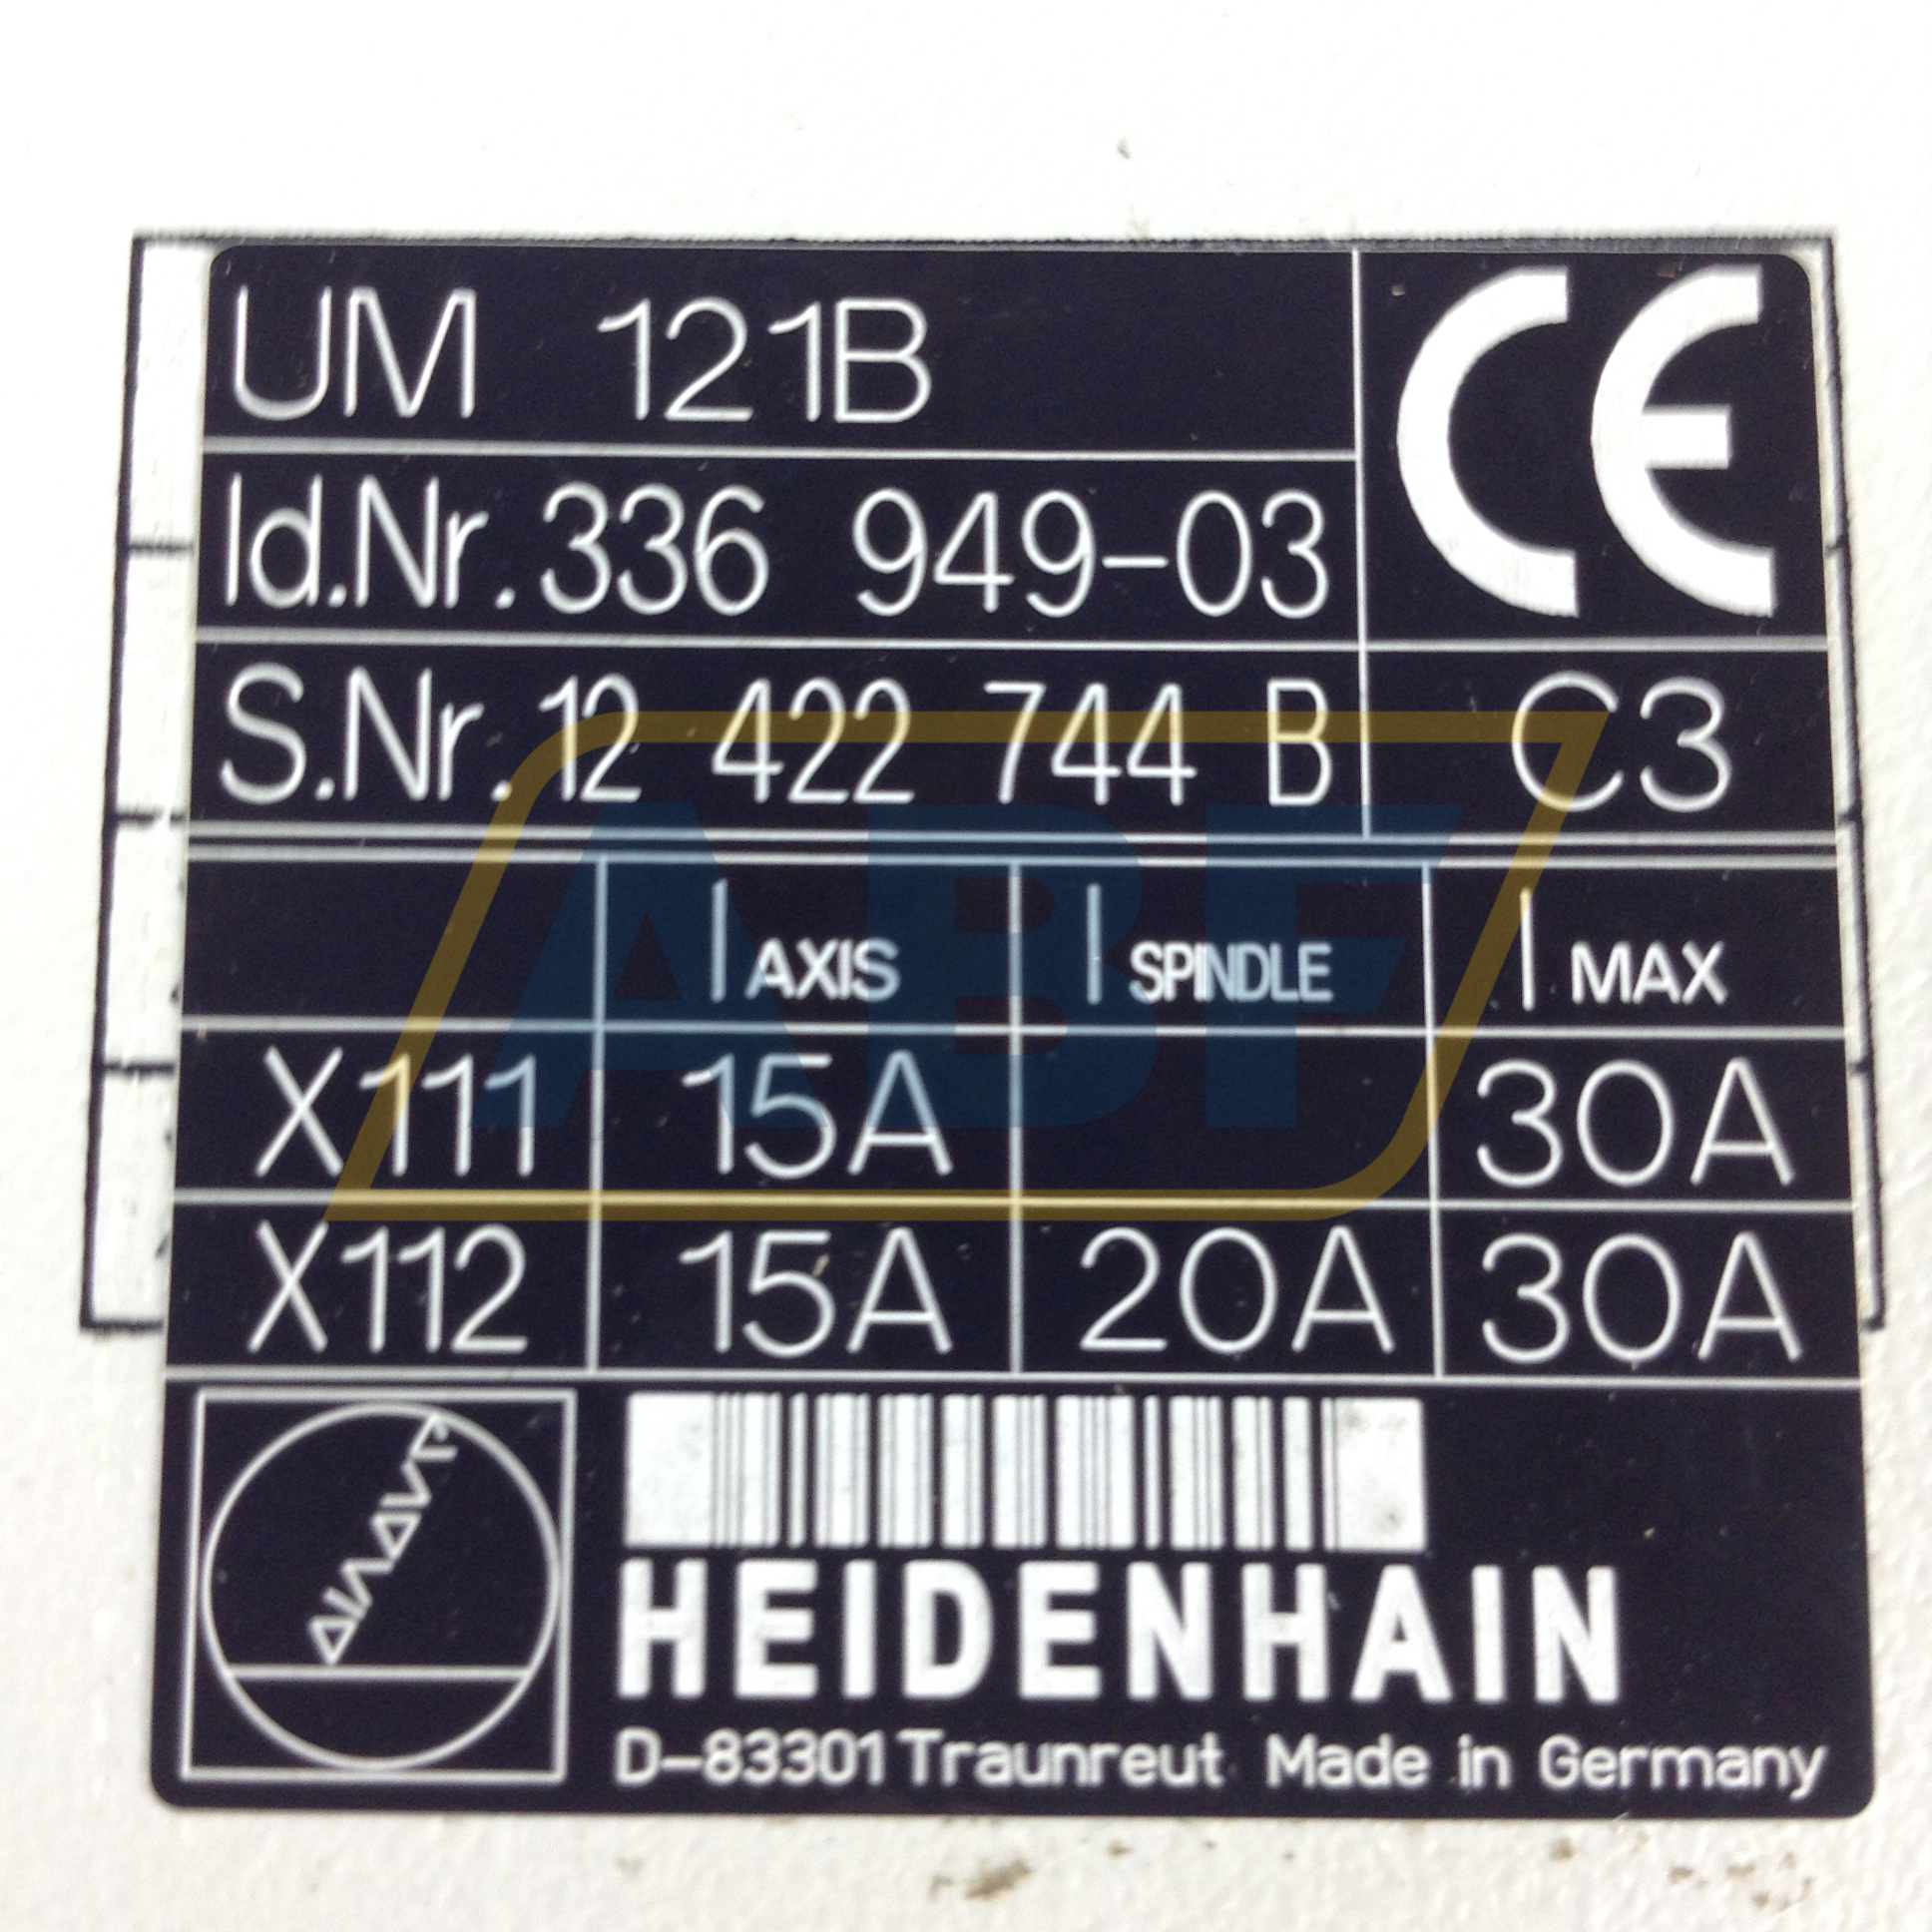 UM 121B
Id.Nr. 336 949-03
CE
S.Nr. 12 422 744 B C3
I AXIS I SPINDLE I MAX
X111 15A 30A
X112 15A 20A 30A
ABF
HEIDENHAIN
D-83301 Traunreut Made in Germany